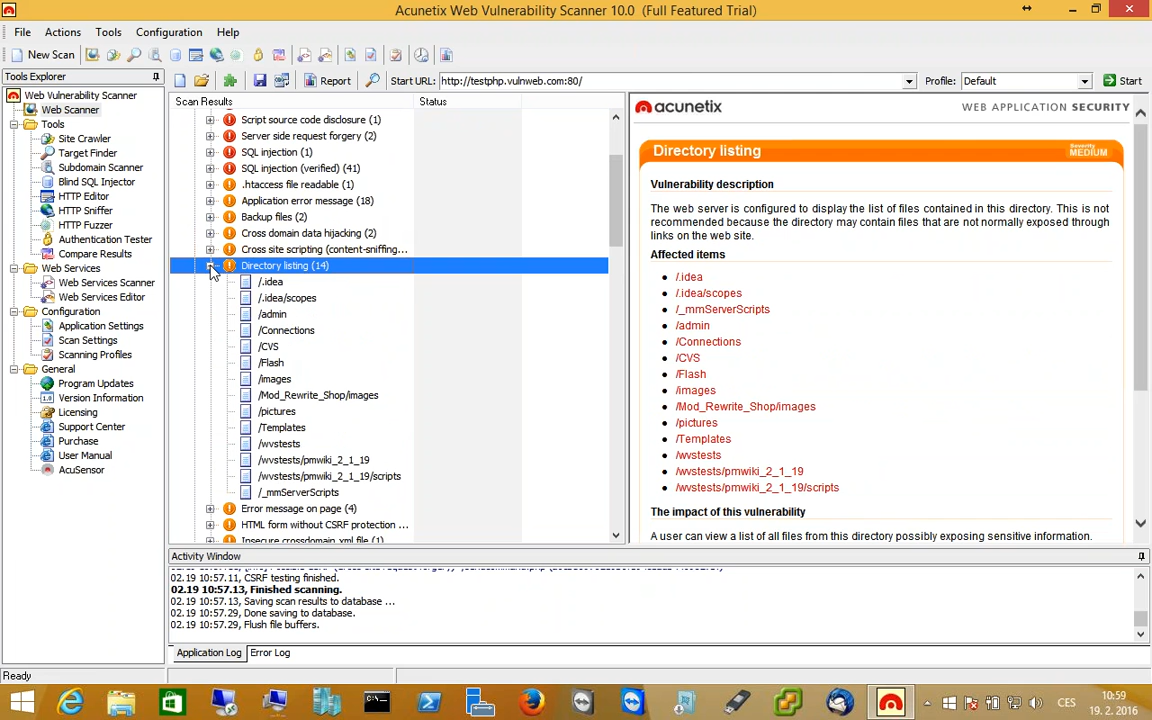 Acunetix Web Vulnerability Scanner 10.0 (Full Featured Trial)
File Actions Tools Configuration Help
New Scan
Tools Explorer
Report
Start URL: http://testphp.vulnweb.com:80/
Profile: Default
Start
Web Vulnerability Scanner
Web Scanner
Tools
Site Crawler
Target Finder
Subdomain Scanner
Blind SQL Injector
HTTP Editor
HTTP Sniffer
HTTP Fuzzer
Authentication Tester
Compare Results
Web Services
Web Services Scanner
Web Services Editor
Configuration
Application Settings
Scan Settings
Scanning Profiles
General
Program Updates
Version Information
Licensing
Support Center
Purchase
User Manual
AcuSensor
Scan Results Status
Script source code disclosure (1)
Server side request forgery (2)
SQL injection (1)
SQL injection (verified) (41)
.htaccess file readable (1)
Application error message (18)
Backup files (2)
Cross domain data hijacking (2)
Cross site scripting (content-sniffing...
Directory listing (14)
/.idea
/.idea/scopes
/admin
/Connections
/CVS
/Flash
/images
/Mod_Rewrite_Shop/images
/pictures
/Templates
/wvstests
/wvstests/pmwiki_2_1_19
/wvstests/pmwiki_2_1_19/scripts
/_mmServerScripts
Error message on page (4)
HTML form without CSRF protection ...
Insecure crossdomain.xml file (1)
acunetix
WEB APPLICATION SECURITY
Directory listing
Severity
MEDIUM
Vulnerability description
The web server is configured to display the list of files contained in this directory. This is not
recommended because the directory may contain files that are not normally exposed through
links on the web site.
Affected items
/.idea
/.idea/scopes
/_mmServerScripts
/admin
/Connections
/CVS
/Flash
/images
/Mod_Rewrite_Shop/images
/pictures
/Templates
/wvstests
/wvstests/pmwiki_2_1_19
/wvstests/pmwiki_2_1_19/scripts
The impact of this vulnerability
A user can view a list of all files from this directory possibly exposing sensitive information.
Activity Window
02.19 10:57.11, CSRF testing finished.
02.19 10:57.13, Finished scanning.
02.19 10:57.13, Saving scan results to database ...
02.19 10:57.29, Done saving to database.
02.19 10:57.29, Flush file buffers.
Application Log Error Log
Ready
CES
10:59
19. 2. 2016